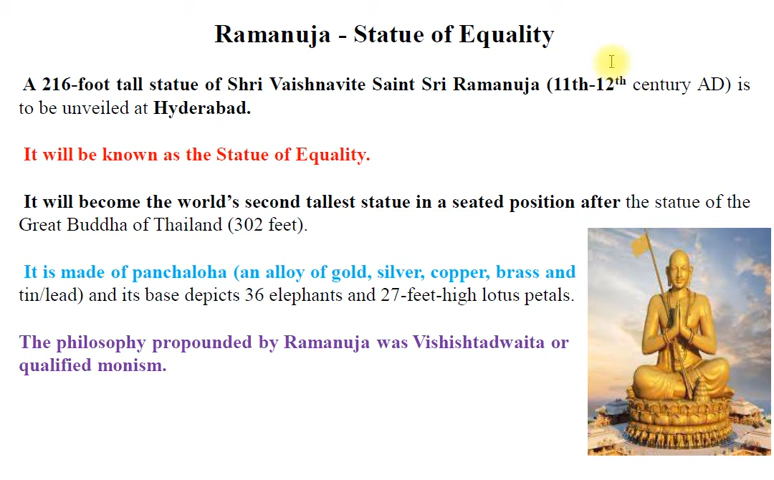 Ramanuja - Statue of Equality
A 216-foot tall statue of Shri Vaishnavite Saint Sri Ramanuja (11th-12th century AD) is
to be unveiled at Hyderabad.
It will be known as the Statue of Equality.
It will become the world’s second tallest statue in a seated position after the statue of the
Great Buddha of Thailand (302 feet).
It is made of panchaloha (an alloy of gold, silver, copper, brass and
tin/lead) and its base depicts 36 elephants and 27-feet-high lotus petals.
The philosophy propounded by Ramanuja was Vishishtadwaita or
qualified monism.